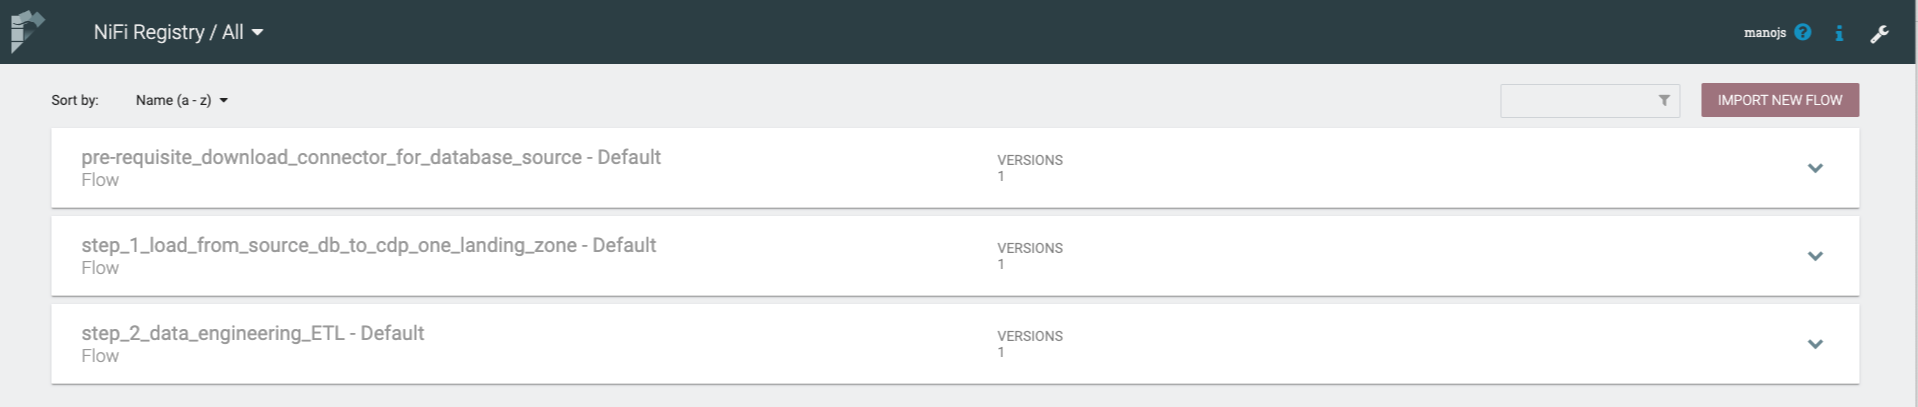 NiFi Registry / All
manojs
Sort by: Name (a - z)
IMPORT NEW FLOW
pre-requisite_download_connector_for_database_source - Default
Flow
VERSIONS
1
step_1_load_from_source_db_to_cdp_one_landing_zone - Default
Flow
VERSIONS
1
step_2_data_engineering_ETL - Default
Flow
VERSIONS
1